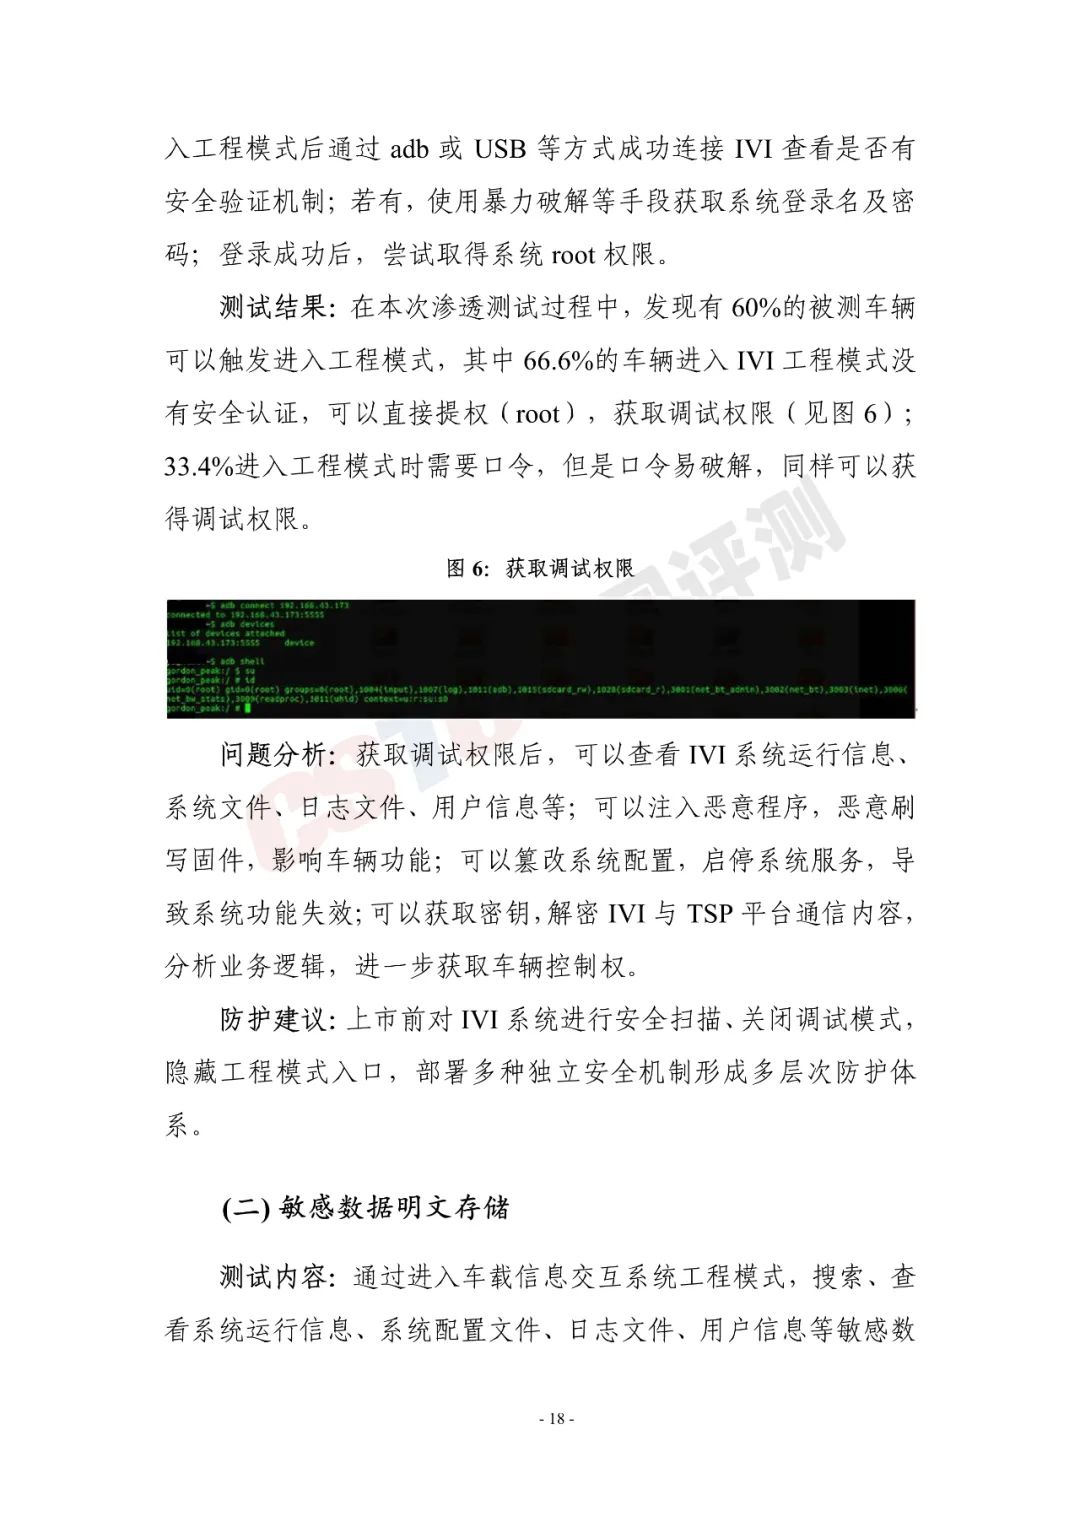 入工程模式后通过 adb 或 USB 等方式成功连接 IVI 查看是否有
安全验证机制；若有，使用暴力破解等手段获取系统登录名及密
码；登录成功后，尝试取得系统 root 权限。
测试结果：在本次渗透测试过程中，发现有 60%的被测车辆
可以触发进入工程模式，其中 66.6%的车辆进入 IVI 工程模式没
有安全认证，可以直接提权（root），获取调试权限（见图 6）；
33.4%进入工程模式时需要口令，但是口令易破解，同样可以获
得调试权限。
图 6：获取调试权限
~$ adb connect 192.168.43.173
connected to 192.168.43.173:5555
~$ adb devices
List of devices attached
192.168.43.173:5555 device
~$ adb shell
gordon_peak:/ $ su
gordon_peak:/ # id
uid=0(root) gid=0(root) groups=0(root),1004(input),1007(log),1011(adb),1015(sdcard_rw),1028(sdcard_r),3001(net_bt_admin),3002(net_bt),3003(inet),3006(
net_bw_stats),3009(readproc),3011(uhid) context=u:r:su:s0
gordon_peak:/ #
问题分析：获取调试权限后，可以查看 IVI 系统运行信息、
系统文件、日志文件、用户信息等；可以注入恶意程序，恶意刷
写固件，影响车辆功能；可以篡改系统配置，启停系统服务，导
致系统功能失效；可以获取密钥，解密 IVI 与 TSP 平台通信内容，
分析业务逻辑，进一步获取车辆控制权。
防护建议：上市前对 IVI 系统进行安全扫描、关闭调试模式，
隐藏工程模式入口，部署多种独立安全机制形成多层次防护体
系。
(二) 敏感数据明文存储
测试内容：通过进入车载信息交互系统工程模式，搜索、查
看系统运行信息、系统配置文件、日志文件、用户信息等敏感数
- 18 -